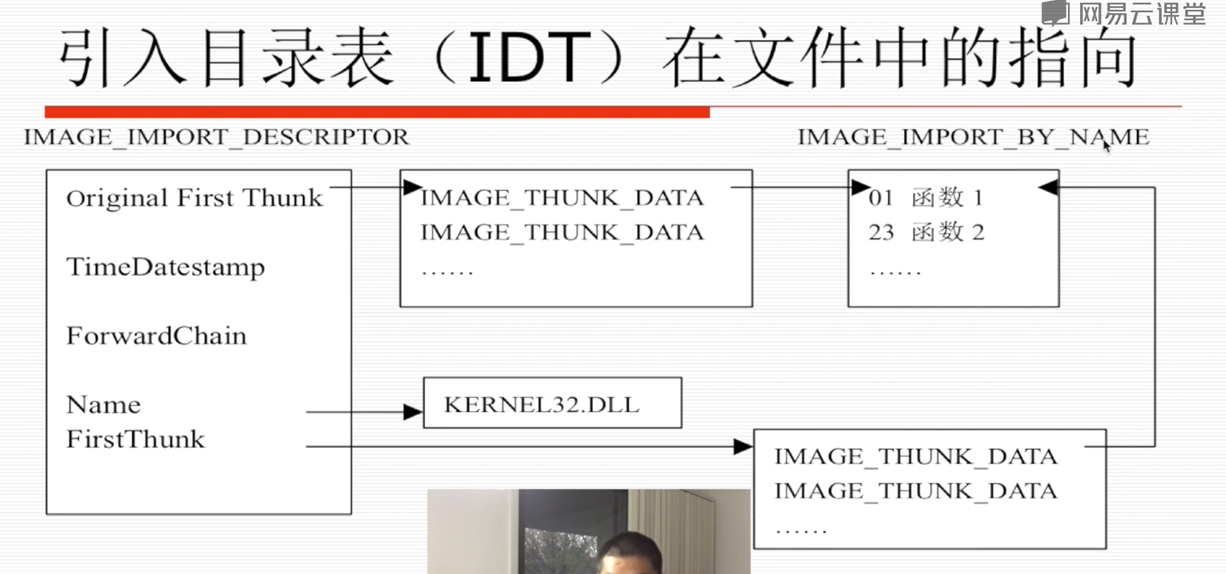 网易云课堂
引入目录表（IDT）在文件中的指向
IMAGE_IMPORT_DESCRIPTOR
IMAGE_IMPORT_BY_NAME
Original First Thunk
TimeDatestamp
ForwardChain
Name
FirstThunk
IMAGE_THUNK_DATA
IMAGE_THUNK_DATA
......
01 函数 1
23 函数 2
......
KERNEL32.DLL
IMAGE_THUNK_DATA
IMAGE_THUNK_DATA
......